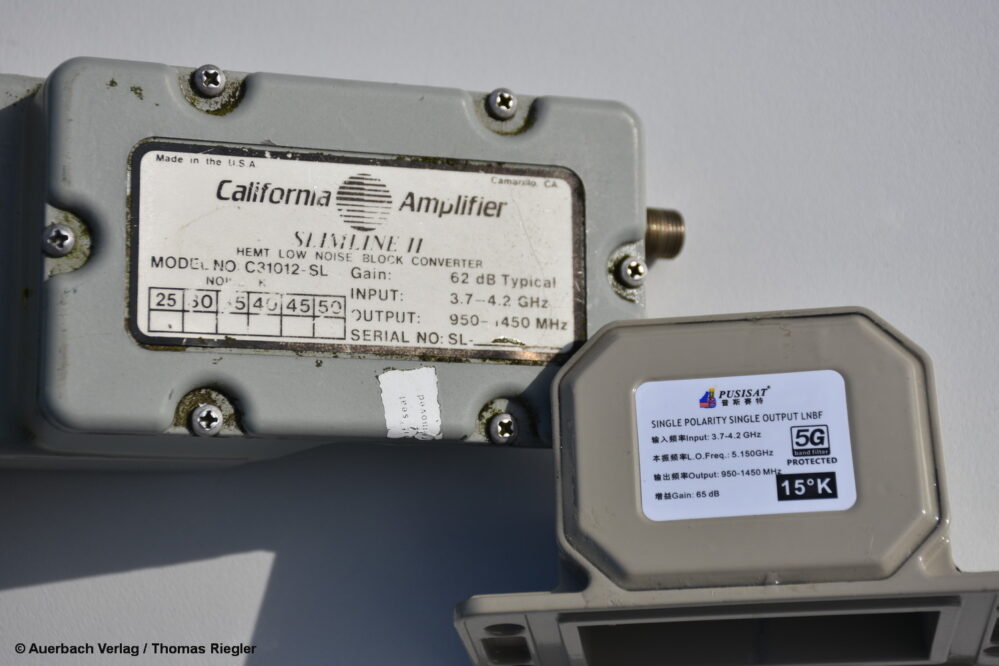 Made in the U.S.A
Camarillo, CA
California Amplifier
SLIMLINE II
HEMT LOW NOISE BLOCK CONVERTER
MODEL NO. C31012-SL
Gain: 62 dB Typical
25 40 45 50
INPUT: 3.7-4.2 GHz
OUTPUT: 950-1450 MHz
SERIAL NO: SL-
seal
PUSISAT®
普斯赛特
SINGLE POLARITY SINGLE OUTPUT LNBF
输入频率Input: 3.7-4.2 GHz
5G
band filter
PROTECTED
本振频率L.O.Freq.: 5.150GHz
输出频率Output: 950-1450 MHz
15°K
增益Gain: 65 dB
© Auerbach Verlag / Thomas Riegler